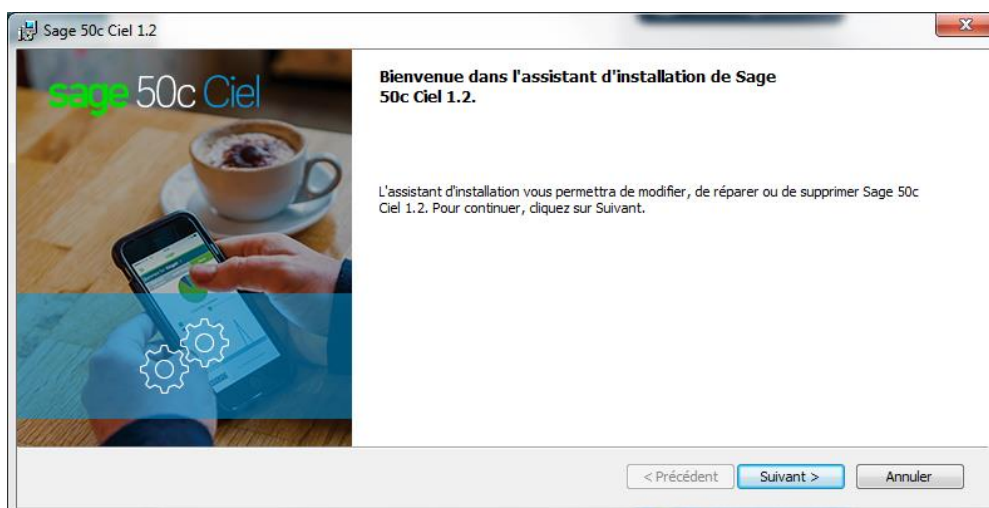 Sage 50c Ciel 1.2
sage 50c Ciel
Bienvenue dans l'assistant d'installation de Sage
50c Ciel 1.2.
L'assistant d'installation vous permettra de modifier, de réparer ou de supprimer Sage 50c
Ciel 1.2. Pour continuer, cliquez sur Suivant.
< Précédent
Suivant >
Annuler